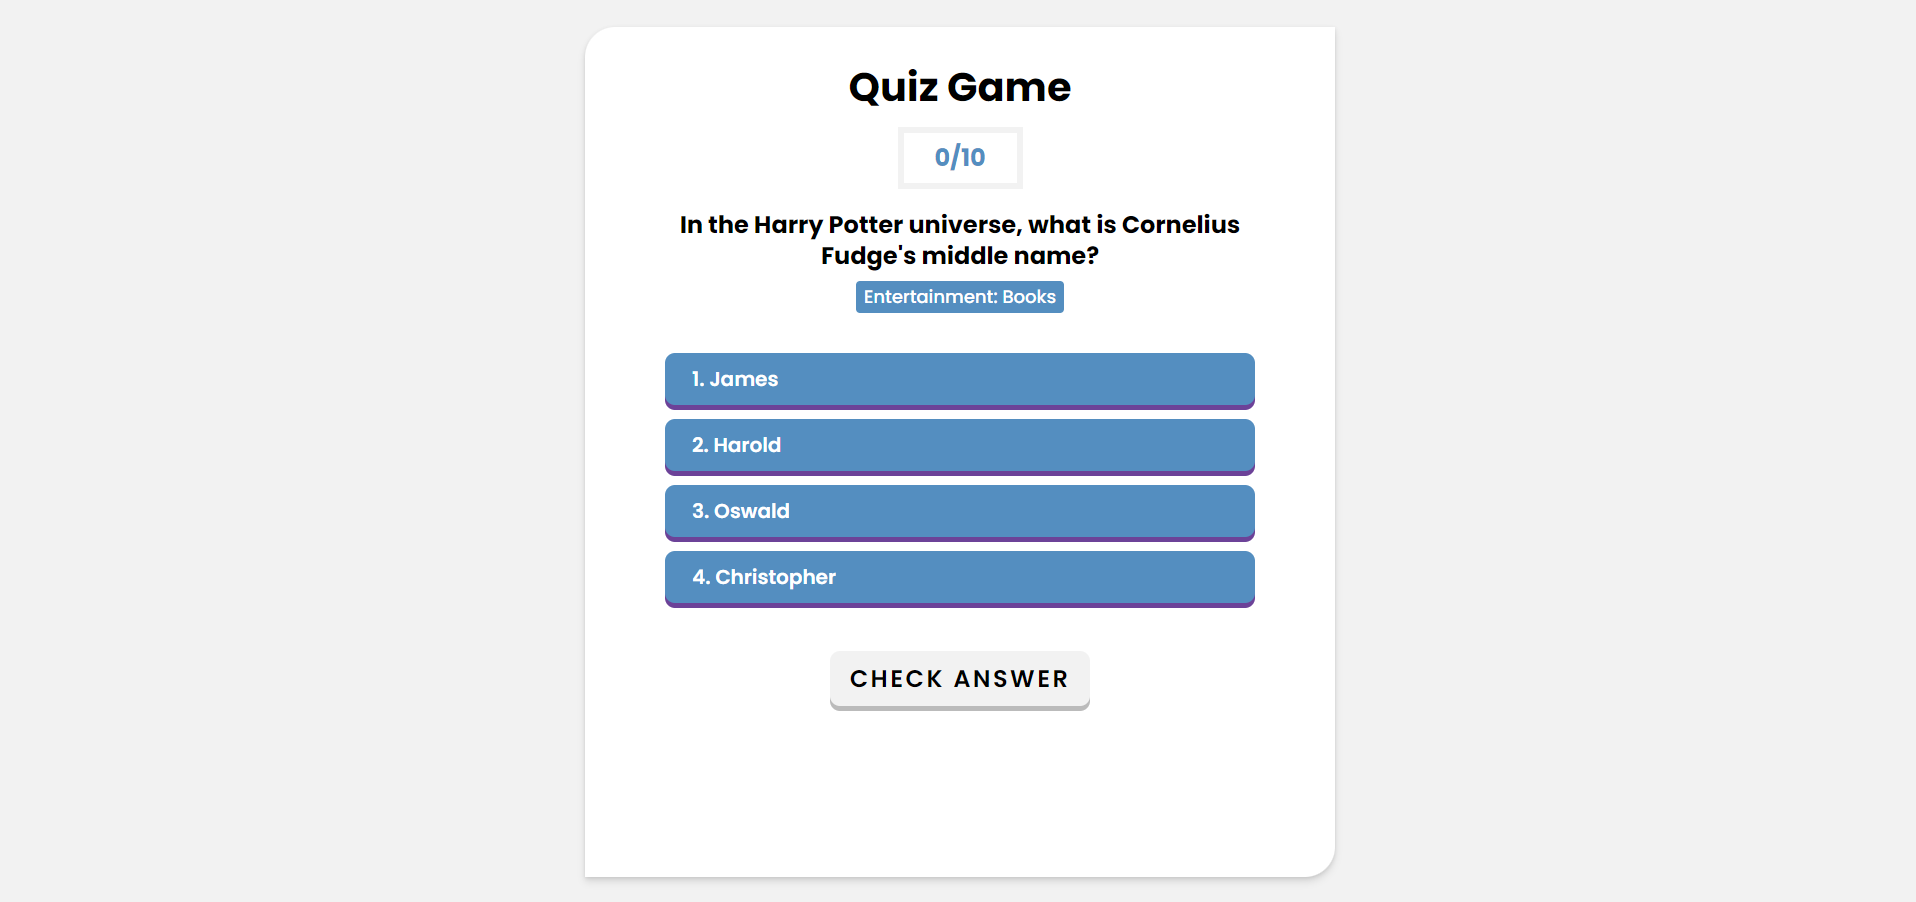 Quiz Game
0/10
In the Harry Potter universe, what is Cornelius
Fudge's middle name?
Entertainment: Books
1. James
2. Harold
3. Oswald
4. Christopher
CHECK ANSWER